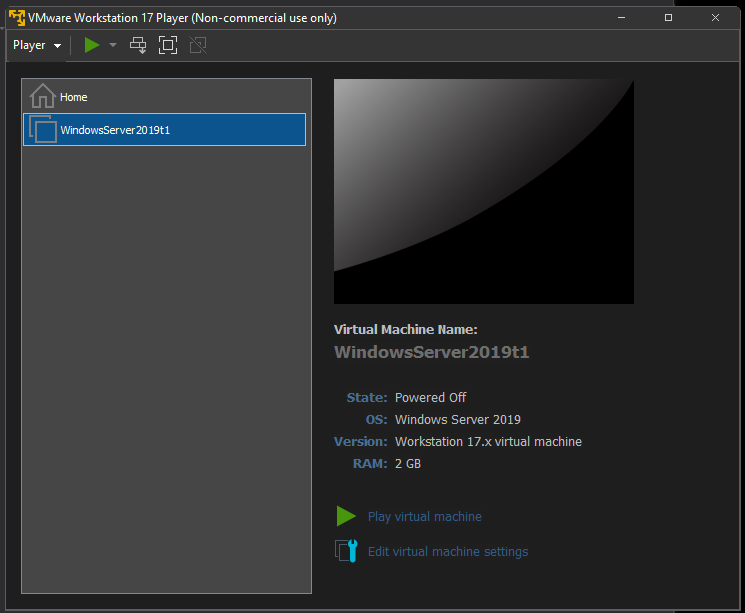 VMware Workstation 17 Player (Non-commercial use only)
Player
Home
WindowsServer2019t1
Virtual Machine Name:
WindowsServer2019t1
State: Powered Off
OS: Windows Server 2019
Version: Workstation 17.x virtual machine
RAM: 2 GB
Play virtual machine
Edit virtual machine settings